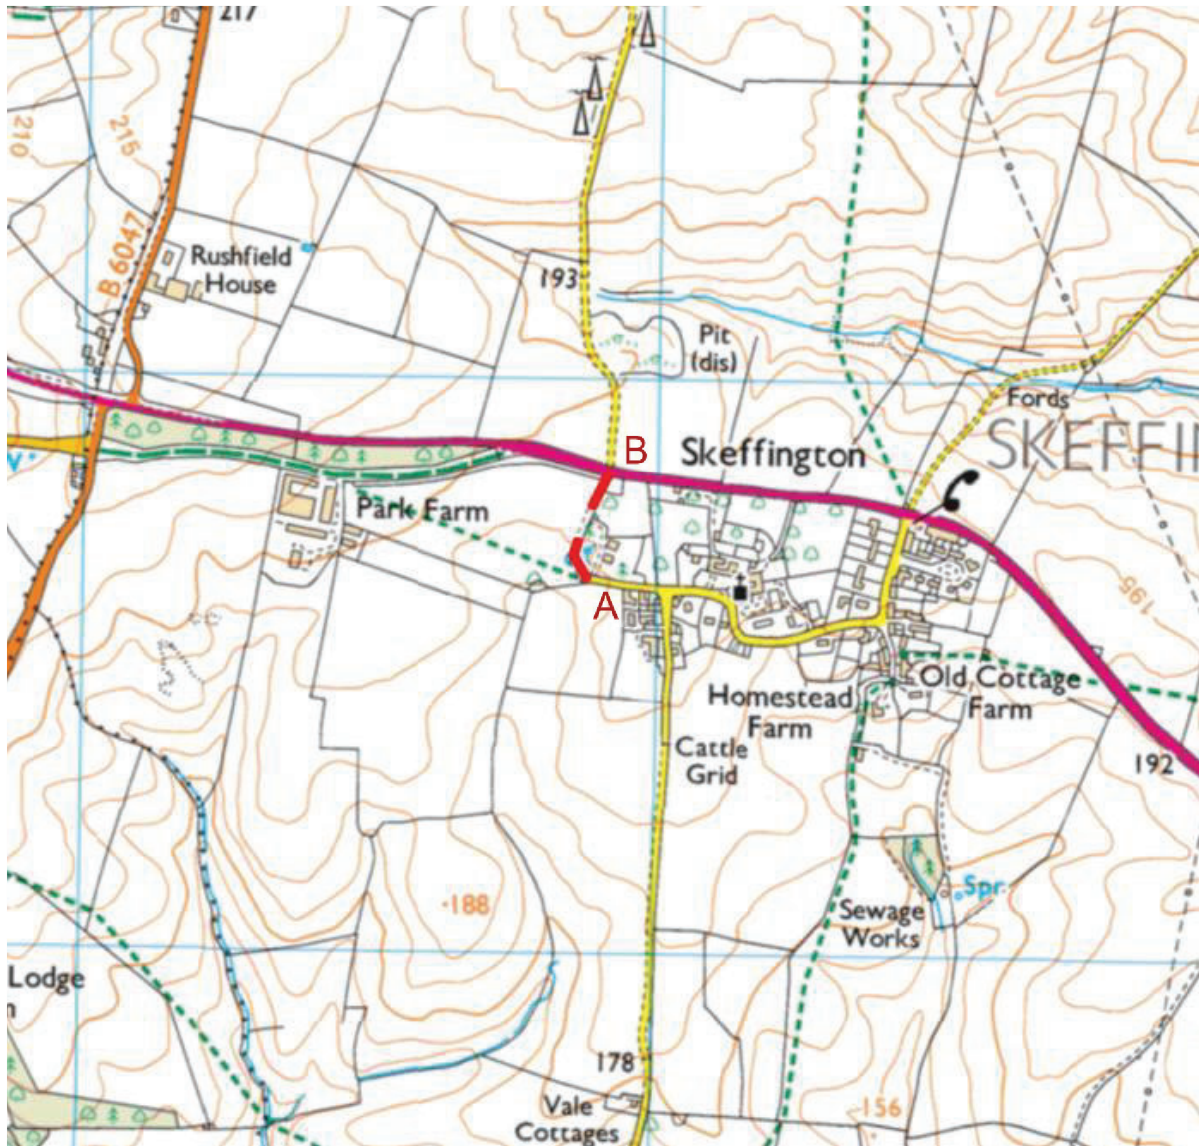 217
210
215
B 6047
Rushfield
House
193
Pit
(dis)
Fords
SKEFFI
B
Skeffington
Park Farm
A
195
Old Cottage
Farm
Homestead
Farm
Cattle
Grid
192
188
Spr
Sewage
Works
Lodge
178
Vale
Cottages
156